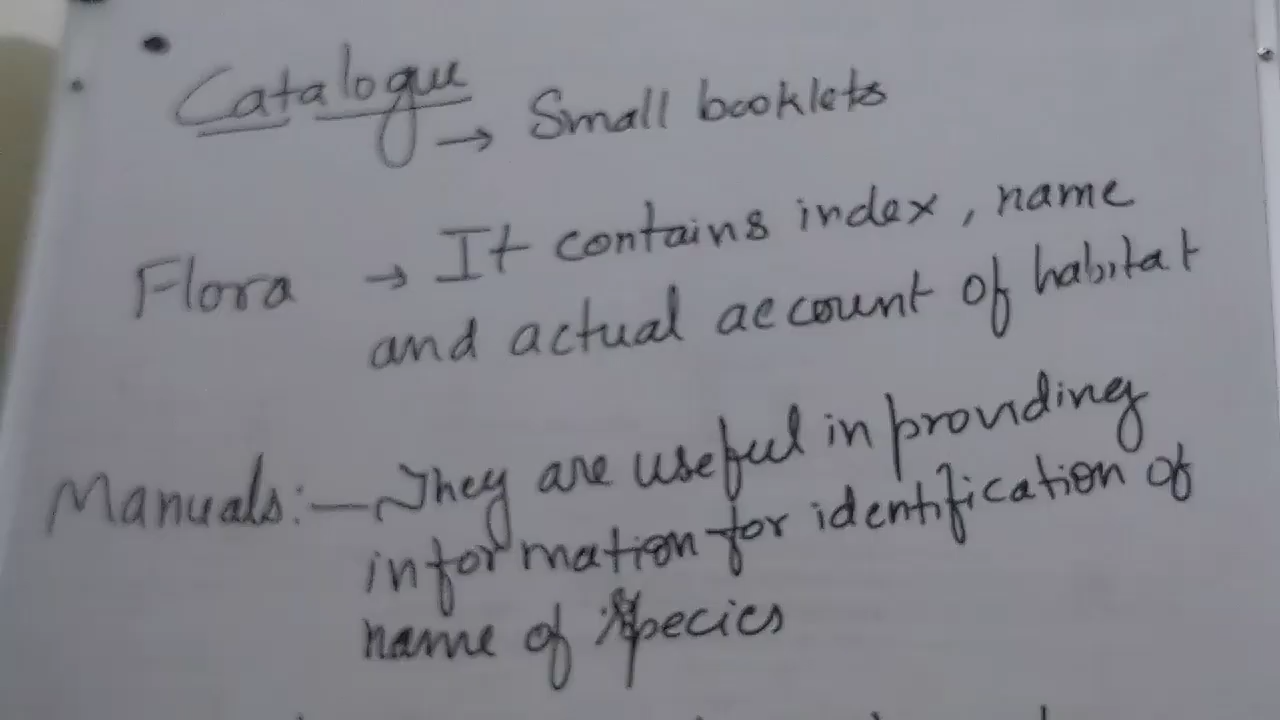 Catalogue → Small booklets
Flora → It contains index, name
and actual account of habitat
Manuals:— They are useful in providing
information for identification of
name of species